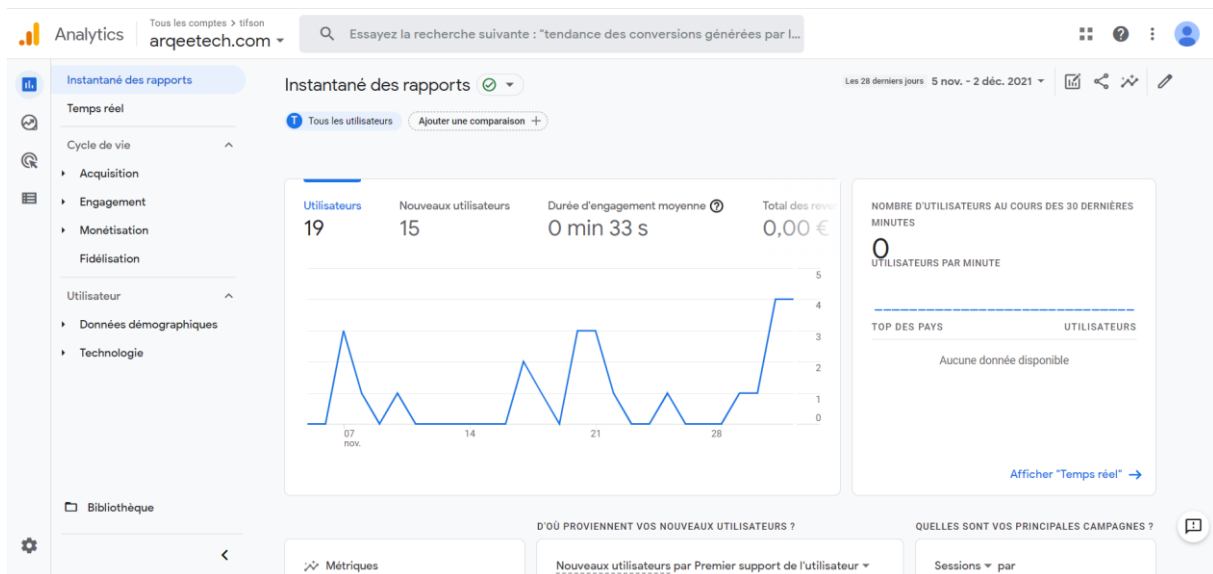 Analytics
Tous les comptes > tifson
arqeetech.com
Essayez la recherche suivante : "tendance des conversions générées par l...
Instantané des rapports
Temps réel
Cycle de vie
Acquisition
Engagement
Monétisation
Fidélisation
Utilisateur
Données démographiques
Technologie
Bibliothèque
Instantané des rapports
Les 28 derniers jours 5 nov. - 2 déc. 2021
T Tous les utilisateurs
Ajouter une comparaison +
Utilisateurs
19
Nouveaux utilisateurs
15
Durée d'engagement moyenne
0 min 33 s
Total des reve
0,00 €
5
4
3
2
1
0
07
nov.
14
21
28
NOMBRE D'UTILISATEURS AU COURS DES 30 DERNIÈRES
MINUTES
0
UTILISATEURS PAR MINUTE
TOP DES PAYS UTILISATEURS
Aucune donnée disponible
Afficher "Temps réel" →
D'OÙ PROVIENNENT VOS NOUVEAUX UTILISATEURS ?
QUELLES SONT VOS PRINCIPALES CAMPAGNES ?
Métriques
Nouveaux utilisateurs par Premier support de l'utilisateur
Sessions par